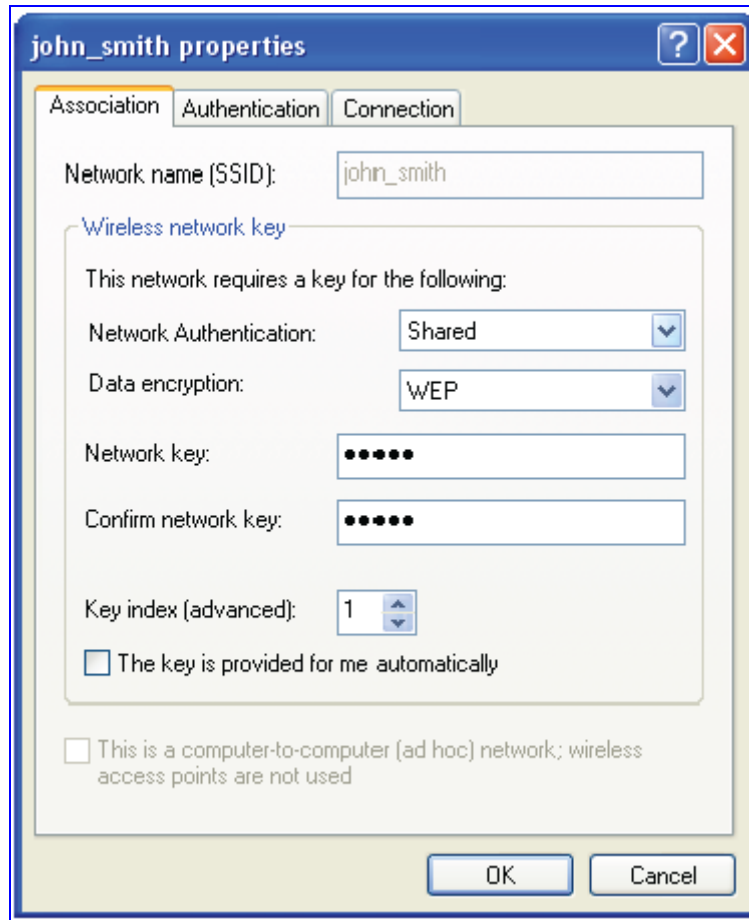 john_smith properties
Association Authentication Connection
Network name (SSID): john_smith
Wireless network key
This network requires a key for the following:
Network Authentication: Shared
Data encryption: WEP
Network key: •••••
Confirm network key: •••••
Key index (advanced): 1
The key is provided for me automatically
This is a computer-to-computer (ad hoc) network; wireless
access points are not used
OK Cancel